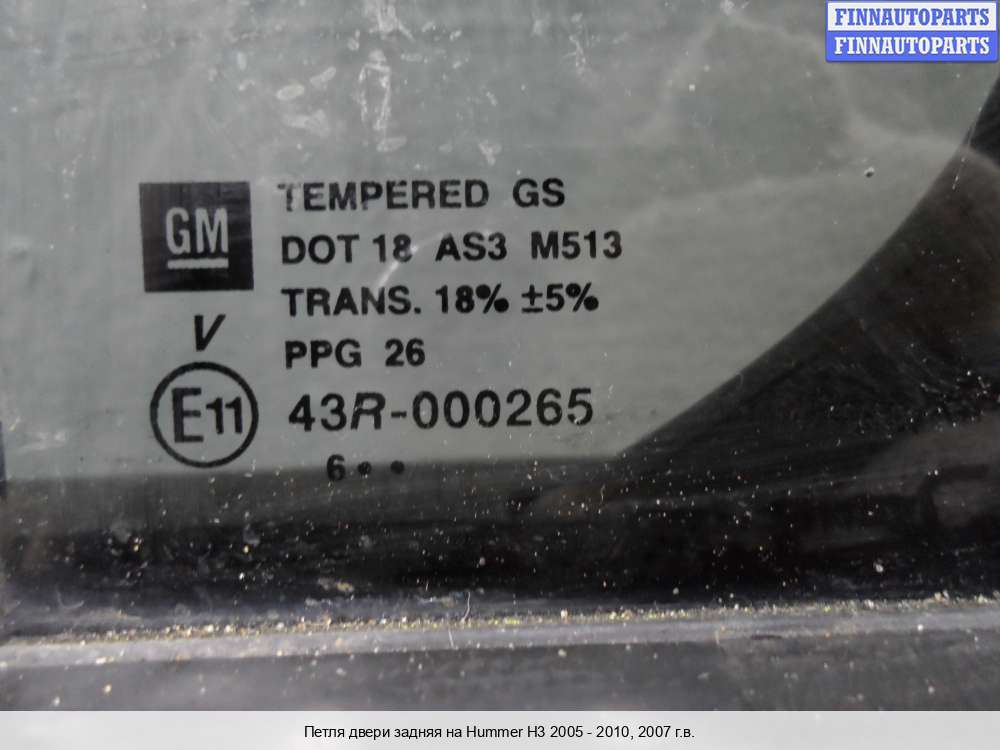 FINNAUTOPARTS
FINNAUTOPARTS
GM
TEMPERED GS
DOT 18 AS3 M513
TRANS. 18% ±5%
V
PPG 26
E11
43R-000265
6••
Петля двери задняя на Hummer H3 2005 - 2010, 2007 г.в.